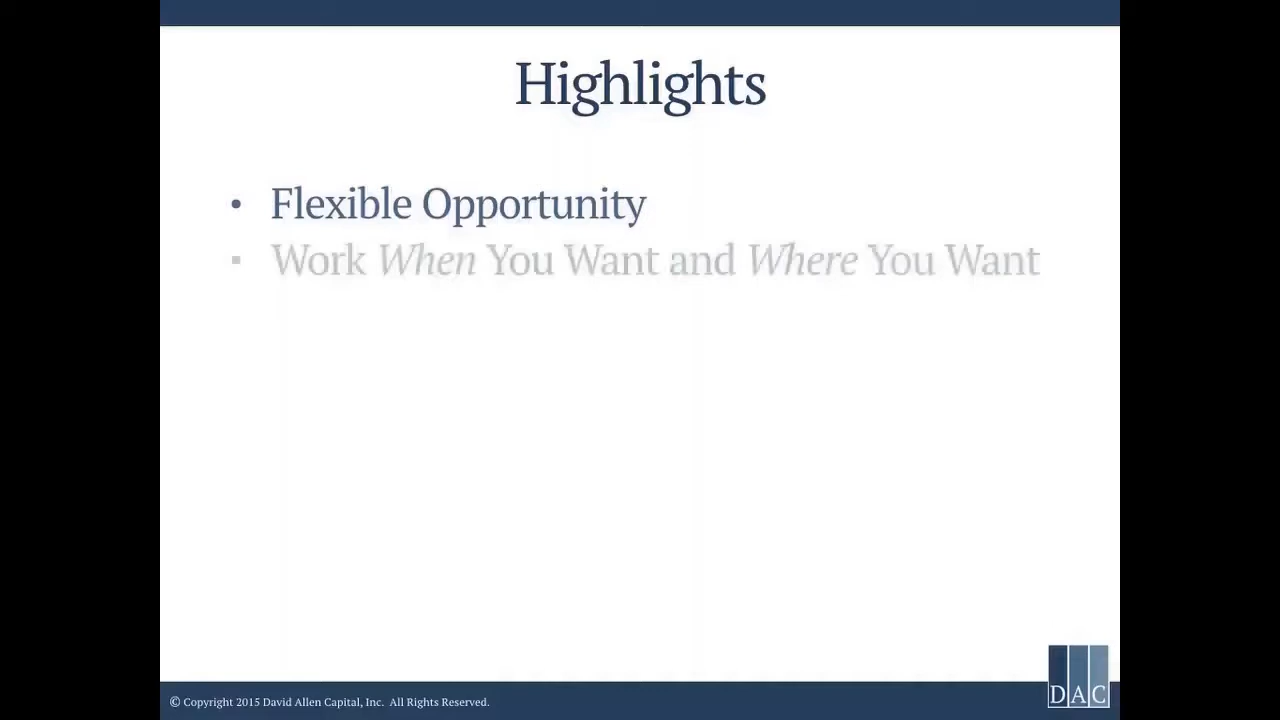 Highlights
• Flexible Opportunity
▪ Work When You Want and Where You Want
© Copyright 2015 David Allen Capital, Inc. All Rights Reserved.
DAC